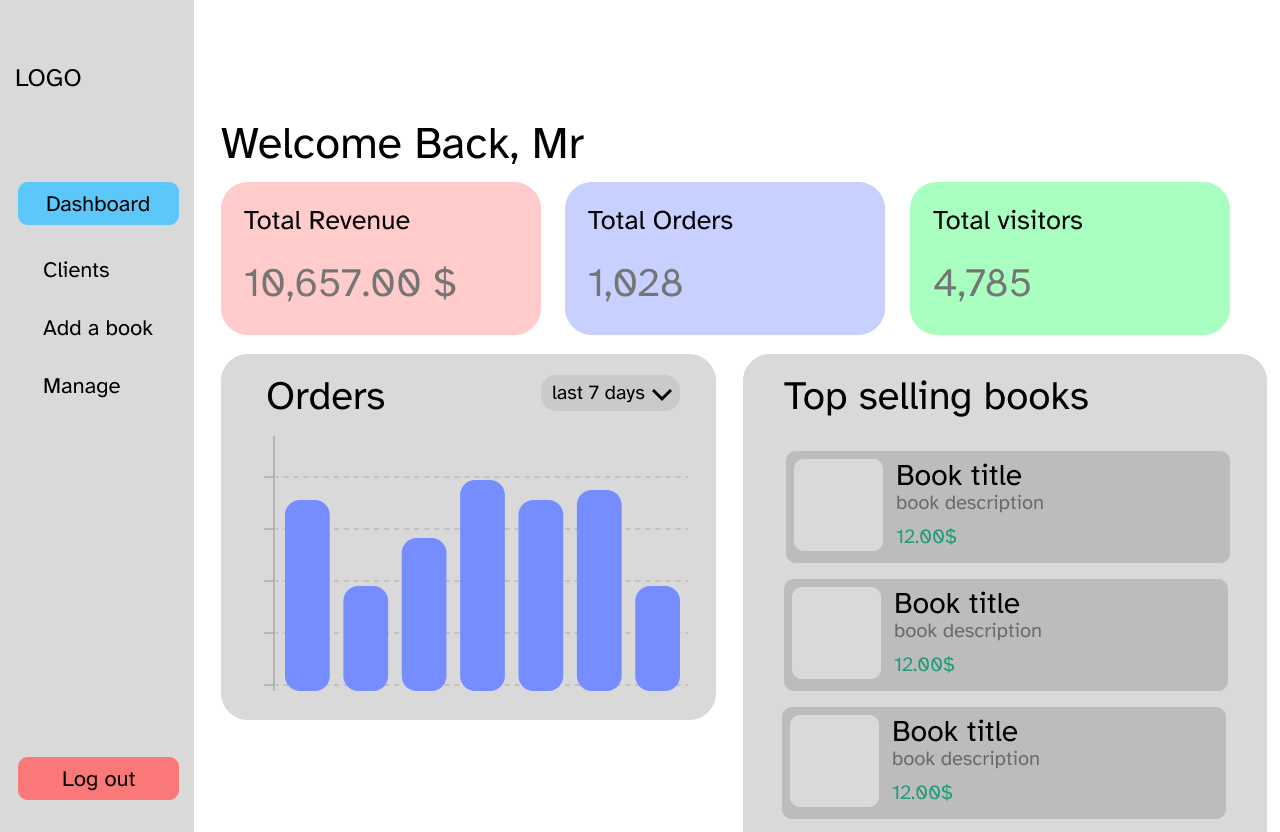 LOGO
Dashboard
Clients
Add a book
Manage
Log out
Welcome Back, Mr
Total Revenue
10,657.00 $
Total Orders
1,028
Total visitors
4,785
Orders
last 7 days
Top selling books
Book title
book description
12.00$
Book title
book description
12.00$
Book title
book description
12.00$